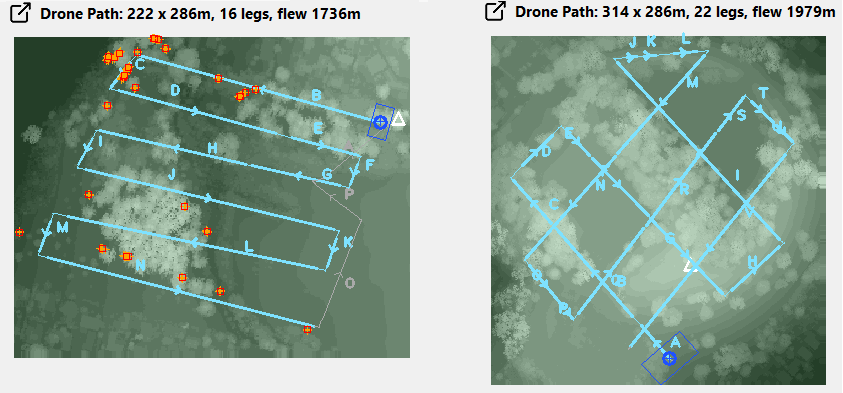 Drone Path: 222 x 286m, 16 legs, flew 1736m
C
D
B
E
I
H
F
G
P
J
M
K
L
N
O
Drone Path: 314 x 286m, 22 legs, flew 1979m
J K L
M
T
S
U
E
D
I
N
R
C
V
G
H
Q
B
P
A